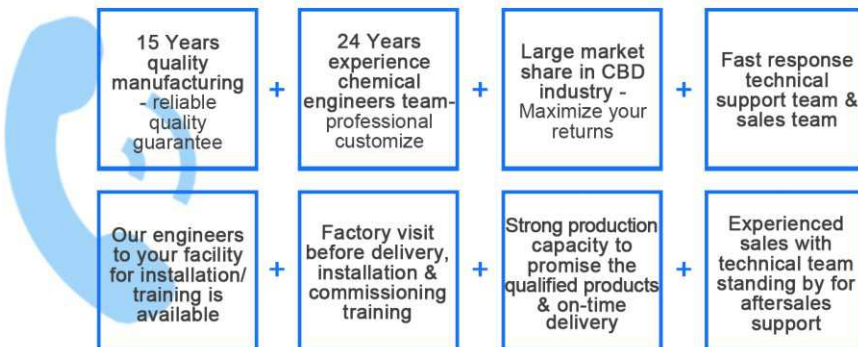 15 Years
quality
manufacturing
- reliable
quality
guarantee
+
24 Years
experience
chemical
engineers team-
professional
customize
+
Large market
share in CBD
industry -
Maximize your
returns
+
Fast response
technical
support team &
sales team
Our engineers
to your facility
for installation/
training is
available
+
Factory visit
before delivery,
installation &
commissioning
training
+
Strong production
capacity to
promise the
qualified products
& on-time
delivery
+
Experienced
sales with
technical team
standing by for
aftersales
support